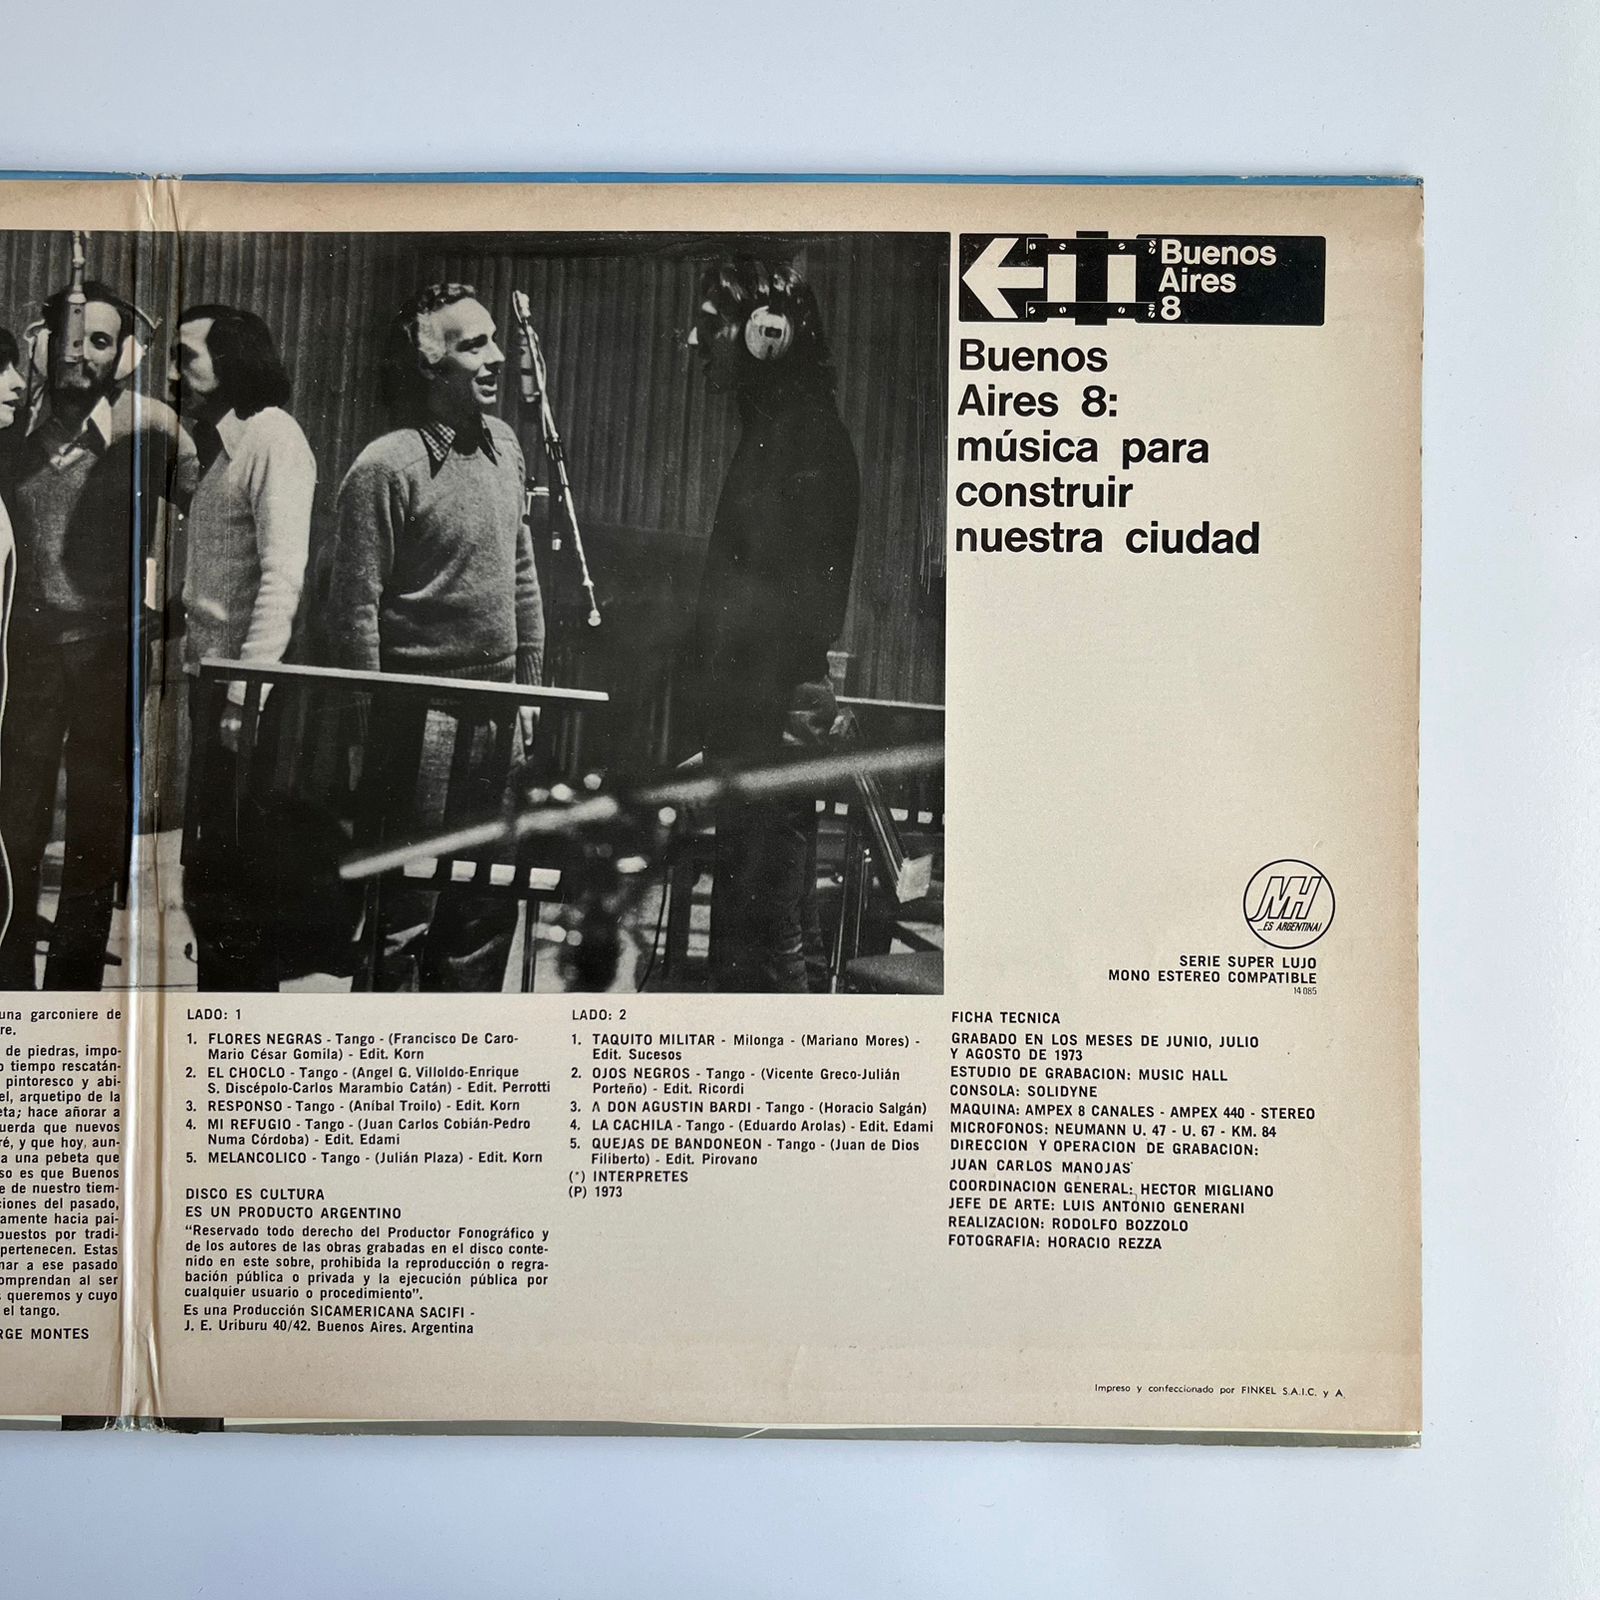 Buenos
Aires
8
Buenos
Aires 8:
música para
construir
nuestra ciudad
MH
...ES ARGENTINA!
SERIE SUPER LUJO
MONO ESTEREO COMPATIBLE
14 085
una garconiere de
re.
de piedras, impo-
o tiempo rescatán-
pintoresco y abi-
el, arquetipo de la
eta; hace añorar a
uerda que nuevos
ré, y que hoy, aun-
a una pebeta que
so es que Buenos
e de nuestro tiem-
ciones del pasado,
amente hacia pai-
puestos por tradi-
pertenecen. Estas
nar a ese pasado
omprendan al ser
s queremos y cuyo
el tango.
RGE MONTES
LADO: 1
1. FLORES NEGRAS - Tango - (Francisco De Caro-
Mario César Gomila) - Edit. Korn
2. EL CHOCLO - Tango - (Angel G. Villoldo-Enrique
S. Discépolo-Carlos Marambio Catán) - Edit. Perrotti
3. RESPONSO - Tango - (Aníbal Troilo) - Edit. Korn
4. MI REFUGIO - Tango - (Juan Carlos Cobián-Pedro
Numa Córdoba) - Edit. Edami
5. MELANCOLICO - Tango - (Julián Plaza) - Edit. Korn
DISCO ES CULTURA
ES UN PRODUCTO ARGENTINO
"Reservado todo derecho del Productor Fonográfico y
de los autores de las obras grabadas en el disco conte-
nido en este sobre, prohibida la reproducción o regra-
bación pública o privada y la ejecución pública por
cualquier usuario o procedimiento".
Es una Producción SICAMERICANA SACIFI -
J. E. Uriburu 40/42. Buenos Aires. Argentina
LADO: 2
1. TAQUITO MILITAR - Milonga - (Mariano Mores) -
Edit. Sucesos
2. OJOS NEGROS - Tango - (Vicente Greco-Julián
Porteño) - Edit. Ricordi
3. A DON AGUSTIN BARDI - Tango - (Horacio Salgán)
4. LA CACHILA - Tango - (Eduardo Arolas) - Edit. Edami
5. QUEJAS DE BANDONEON - Tango - (Juan de Dios
Filiberto) - Edit. Pirovano
(*) INTERPRETES
(P) 1973
FICHA TECNICA
GRABADO EN LOS MESES DE JUNIO, JULIO
Y AGOSTO DE 1973
ESTUDIO DE GRABACION: MUSIC HALL
CONSOLA: SOLIDYNE
MAQUINA: AMPEX 8 CANALES - AMPEX 440 - STEREO
MICROFONOS: NEUMANN U. 47 - U. 67 - KM. 84
DIRECCION Y OPERACION DE GRABACION:
JUAN CARLOS MANOJAS
COORDINACION GENERAL: HECTOR MIGLIANO
JEFE DE ARTE: LUIS ANTONIO GENERANI
REALIZACION: RODOLFO BOZZOLO
FOTOGRAFIA: HORACIO REZZA
Impreso y confeccionado por FINKEL S.A.I.C. y A.